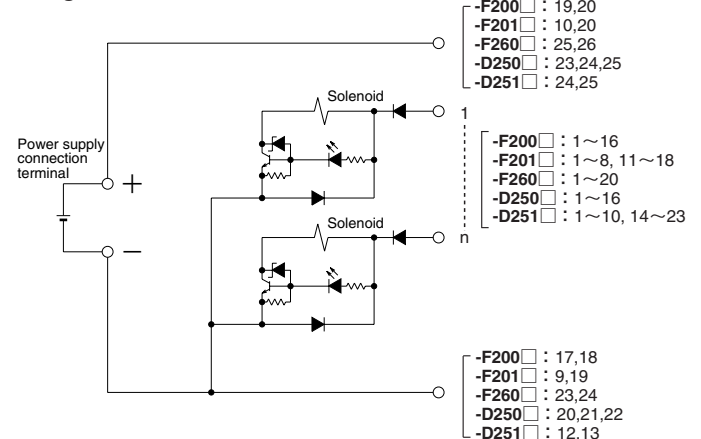 -F200□ : 19,20
-F201□ : 10,20
-F260□ : 25,26
-D250□ : 23,24,25
-D251□ : 24,25
Solenoid
1
Power supply
connection
terminal
+
−
-F200□ : 1～16
-F201□ : 1～8, 11～18
-F260□ : 1～20
-D250□ : 1～16
-D251□ : 1～10, 14～23
Solenoid
n
-F200□ : 17,18
-F201□ : 9,19
-F260□ : 23,24
-D250□ : 20,21,22
-D251□ : 12,13